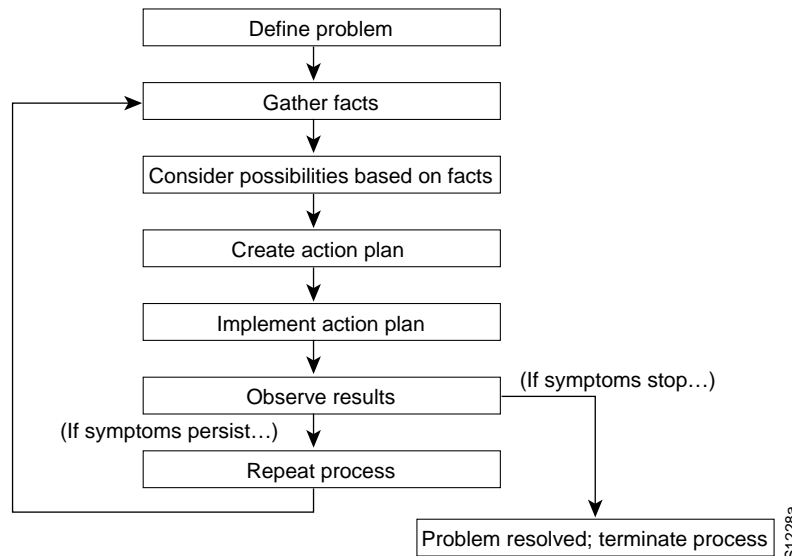 Define problem
Gather facts
Consider possibilities based on facts
Create action plan
Implement action plan
Observe results
(If symptoms stop…)
(If symptoms persist…)
Repeat process
Problem resolved; terminate process